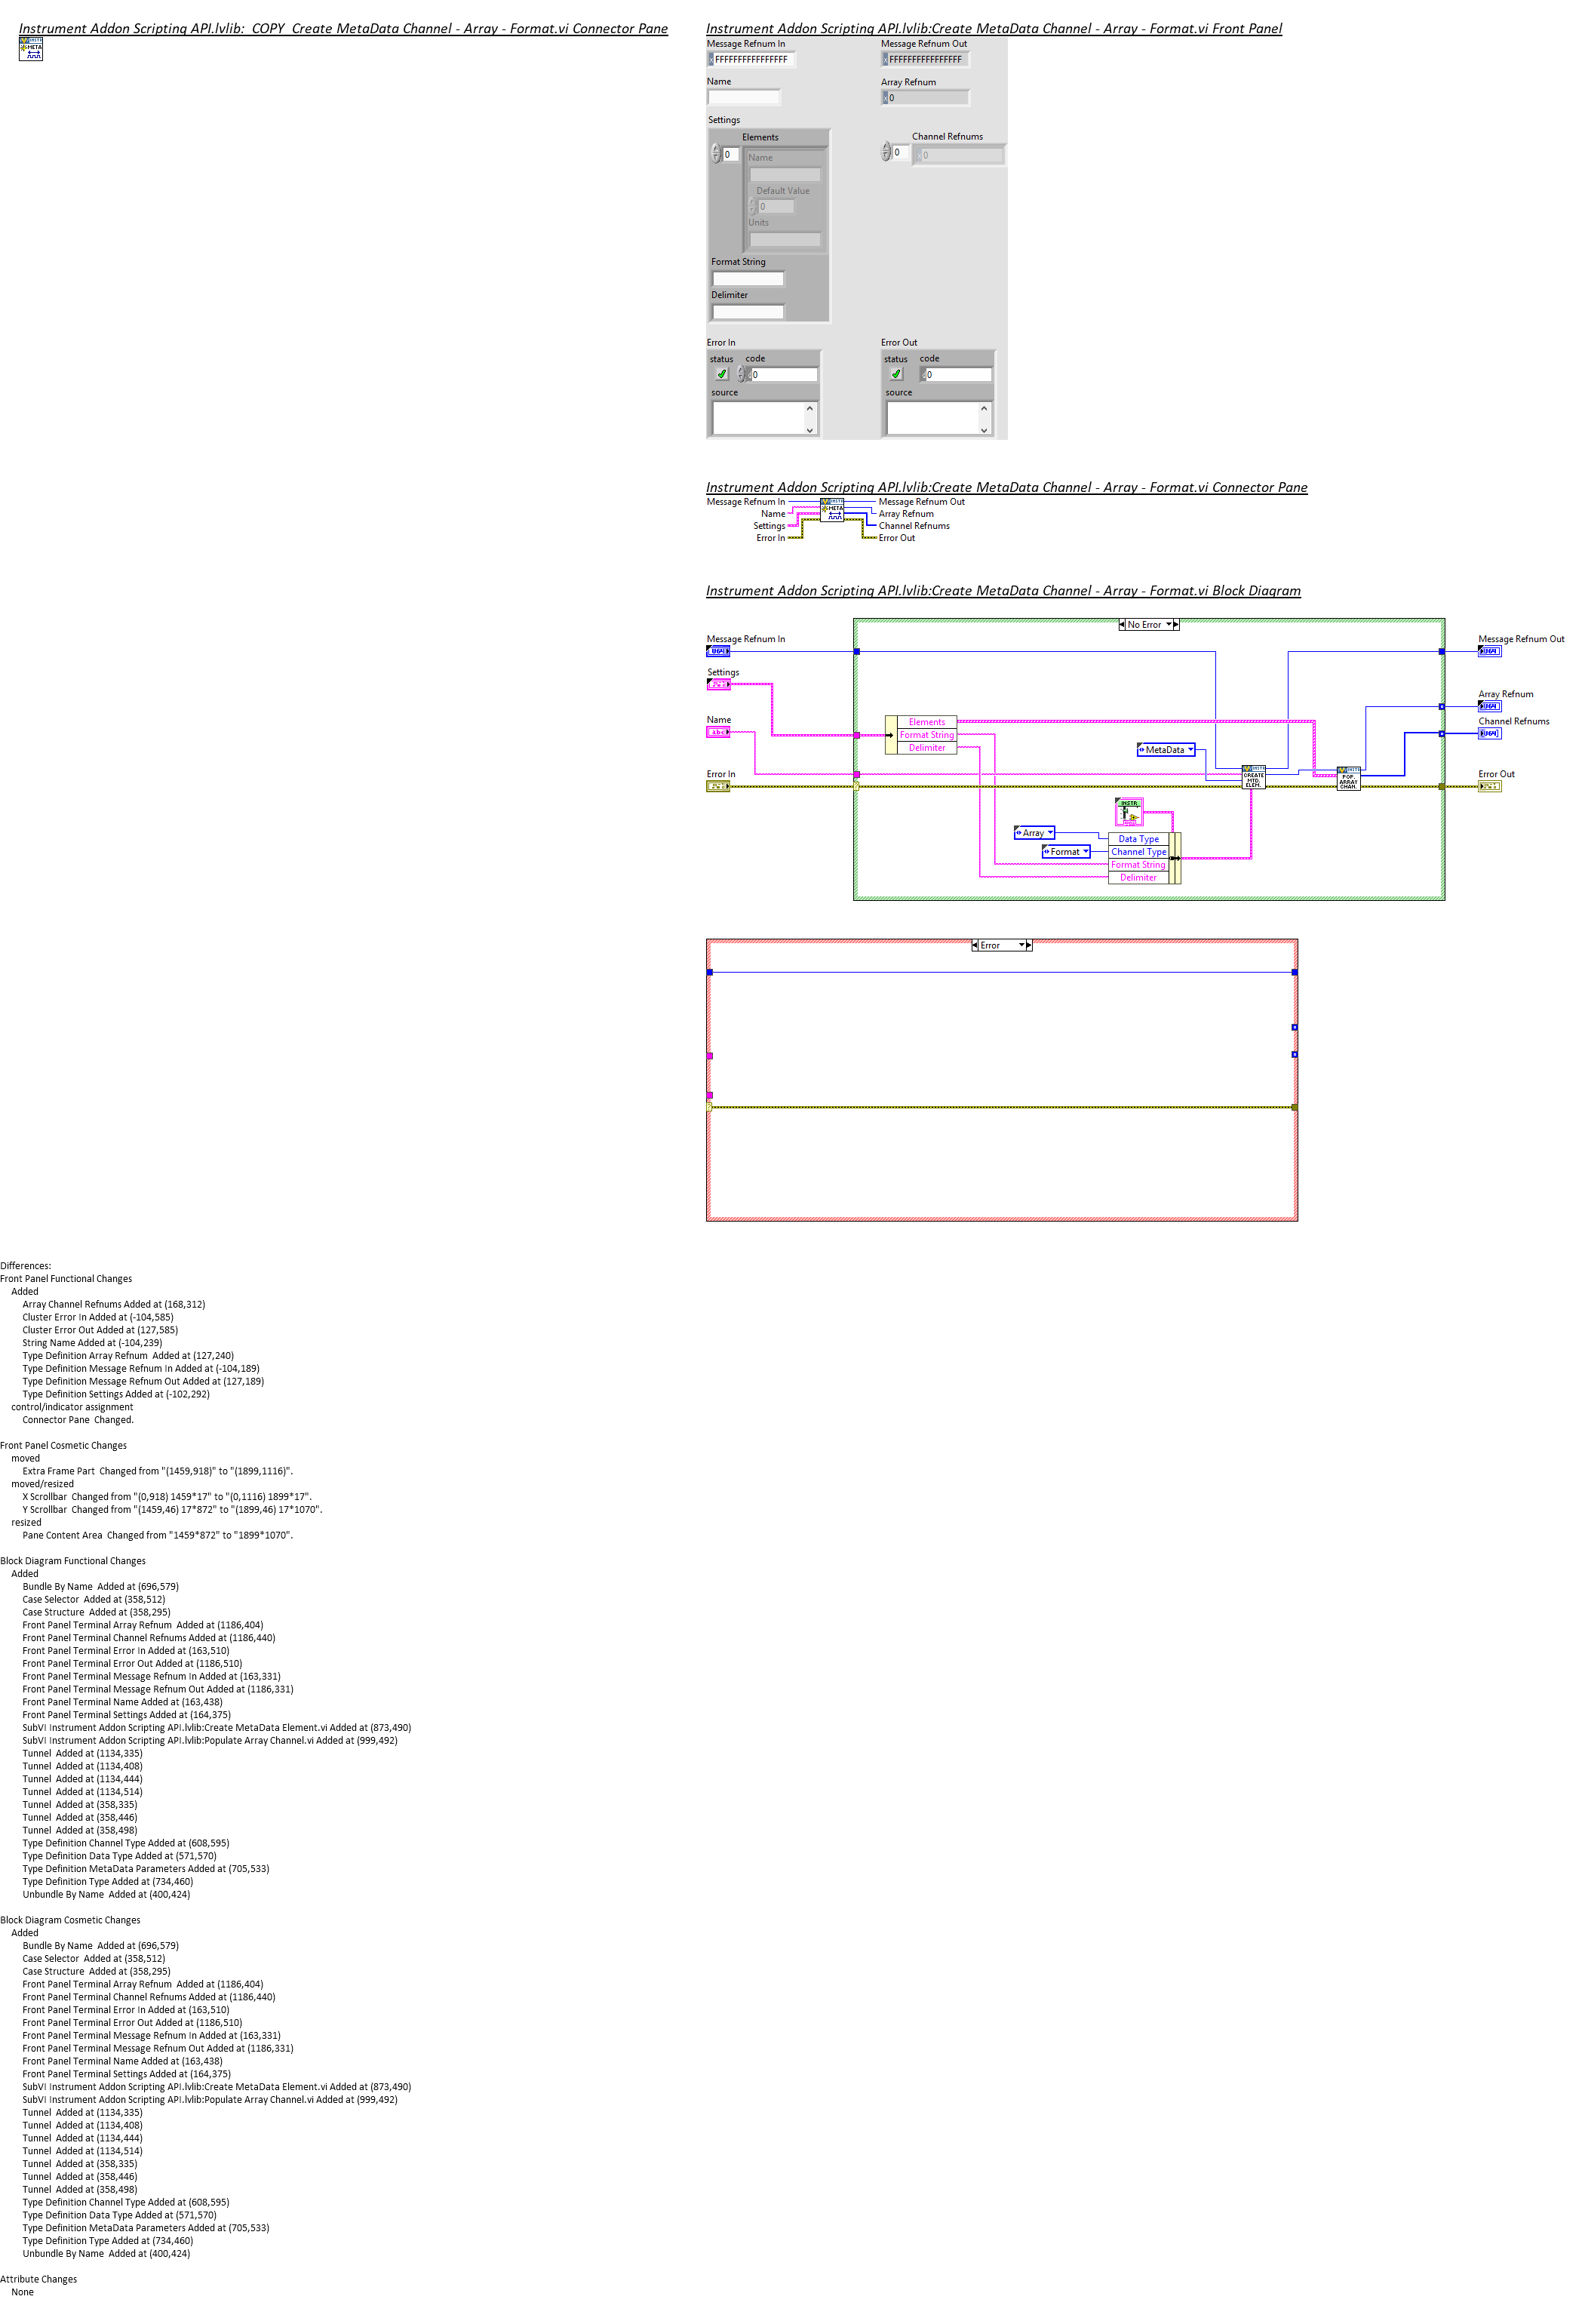 Instrument Addon Scripting API.lvlib:  COPY  Create MetaData Channel - Array - Format.vi Connector Pane
INSTR
META
Instrument Addon Scripting API.lvlib:Create MetaData Channel - Array - Format.vi Front Panel
Message Refnum In
Message Refnum Out
x FFFFFFFFFFFFFFFF
x FFFFFFFFFFFFFFFF
Name
Array Refnum
x 0
Settings
Elements
Channel Refnums
0
0
0
Name
Default Value
0
Units
Format String
Delimiter
Error In
Error Out
status code
status code
0
0
source
source
Instrument Addon Scripting API.lvlib:Create MetaData Channel - Array - Format.vi Connector Pane
Message Refnum In
Message Refnum Out
Name
Array Refnum
Settings
Channel Refnums
Error In
Error Out
INSTR
META
Instrument Addon Scripting API.lvlib:Create MetaData Channel - Array - Format.vi Block Diagram
No Error
Message Refnum In
Message Refnum Out
U64
U64
Settings
Array Refnum
U64
Name
abc
Channel Refnums
U64
Elements
Format String
Delimiter
MetaData
Error In
Error Out
INSTR
CREATE
MTD.
ELEM.
INSTR
POP.
ARRAY
CHAN.
INSTR
Array
Format
Data Type
Channel Type
Format String
Delimiter
Error
Differences:
Front Panel Functional Changes
Added
Array Channel Refnums Added at (168,312)
Cluster Error In Added at (-104,585)
Cluster Error Out Added at (127,585)
String Name Added at (-104,239)
Type Definition Array Refnum  Added at (127,240)
Type Definition Message Refnum In Added at (-104,189)
Type Definition Message Refnum Out Added at (127,189)
Type Definition Settings Added at (-102,292)
control/indicator assignment
Connector Pane  Changed.
Front Panel Cosmetic Changes
moved
Extra Frame Part  Changed from "(1459,918)" to "(1899,1116)".
moved/resized
X Scrollbar  Changed from "(0,918) 1459*17" to "(0,1116) 1899*17".
Y Scrollbar  Changed from "(1459,46) 17*872" to "(1899,46) 17*1070".
resized
Pane Content Area  Changed from "1459*872" to "1899*1070".
Block Diagram Functional Changes
Added
Bundle By Name  Added at (696,579)
Case Selector  Added at (358,512)
Case Structure  Added at (358,295)
Front Panel Terminal Array Refnum  Added at (1186,404)
Front Panel Terminal Channel Refnums Added at (1186,440)
Front Panel Terminal Error In Added at (163,510)
Front Panel Terminal Error Out Added at (1186,510)
Front Panel Terminal Message Refnum In Added at (163,331)
Front Panel Terminal Message Refnum Out Added at (1186,331)
Front Panel Terminal Name Added at (163,438)
Front Panel Terminal Settings Added at (164,375)
SubVI Instrument Addon Scripting API.lvlib:Create MetaData Element.vi Added at (873,490)
SubVI Instrument Addon Scripting API.lvlib:Populate Array Channel.vi Added at (999,492)
Tunnel  Added at (1134,335)
Tunnel  Added at (1134,408)
Tunnel  Added at (1134,444)
Tunnel  Added at (1134,514)
Tunnel  Added at (358,335)
Tunnel  Added at (358,446)
Tunnel  Added at (358,498)
Type Definition Channel Type Added at (608,595)
Type Definition Data Type Added at (571,570)
Type Definition MetaData Parameters Added at (705,533)
Type Definition Type Added at (734,460)
Unbundle By Name  Added at (400,424)
Block Diagram Cosmetic Changes
Added
Bundle By Name  Added at (696,579)
Case Selector  Added at (358,512)
Case Structure  Added at (358,295)
Front Panel Terminal Array Refnum  Added at (1186,404)
Front Panel Terminal Channel Refnums Added at (1186,440)
Front Panel Terminal Error In Added at (163,510)
Front Panel Terminal Error Out Added at (1186,510)
Front Panel Terminal Message Refnum In Added at (163,331)
Front Panel Terminal Message Refnum Out Added at (1186,331)
Front Panel Terminal Name Added at (163,438)
Front Panel Terminal Settings Added at (164,375)
SubVI Instrument Addon Scripting API.lvlib:Create MetaData Element.vi Added at (873,490)
SubVI Instrument Addon Scripting API.lvlib:Populate Array Channel.vi Added at (999,492)
Tunnel  Added at (1134,335)
Tunnel  Added at (1134,408)
Tunnel  Added at (1134,444)
Tunnel  Added at (1134,514)
Tunnel  Added at (358,335)
Tunnel  Added at (358,446)
Tunnel  Added at (358,498)
Type Definition Channel Type Added at (608,595)
Type Definition Data Type Added at (571,570)
Type Definition MetaData Parameters Added at (705,533)
Type Definition Type Added at (734,460)
Unbundle By Name  Added at (400,424)
Attribute Changes
None